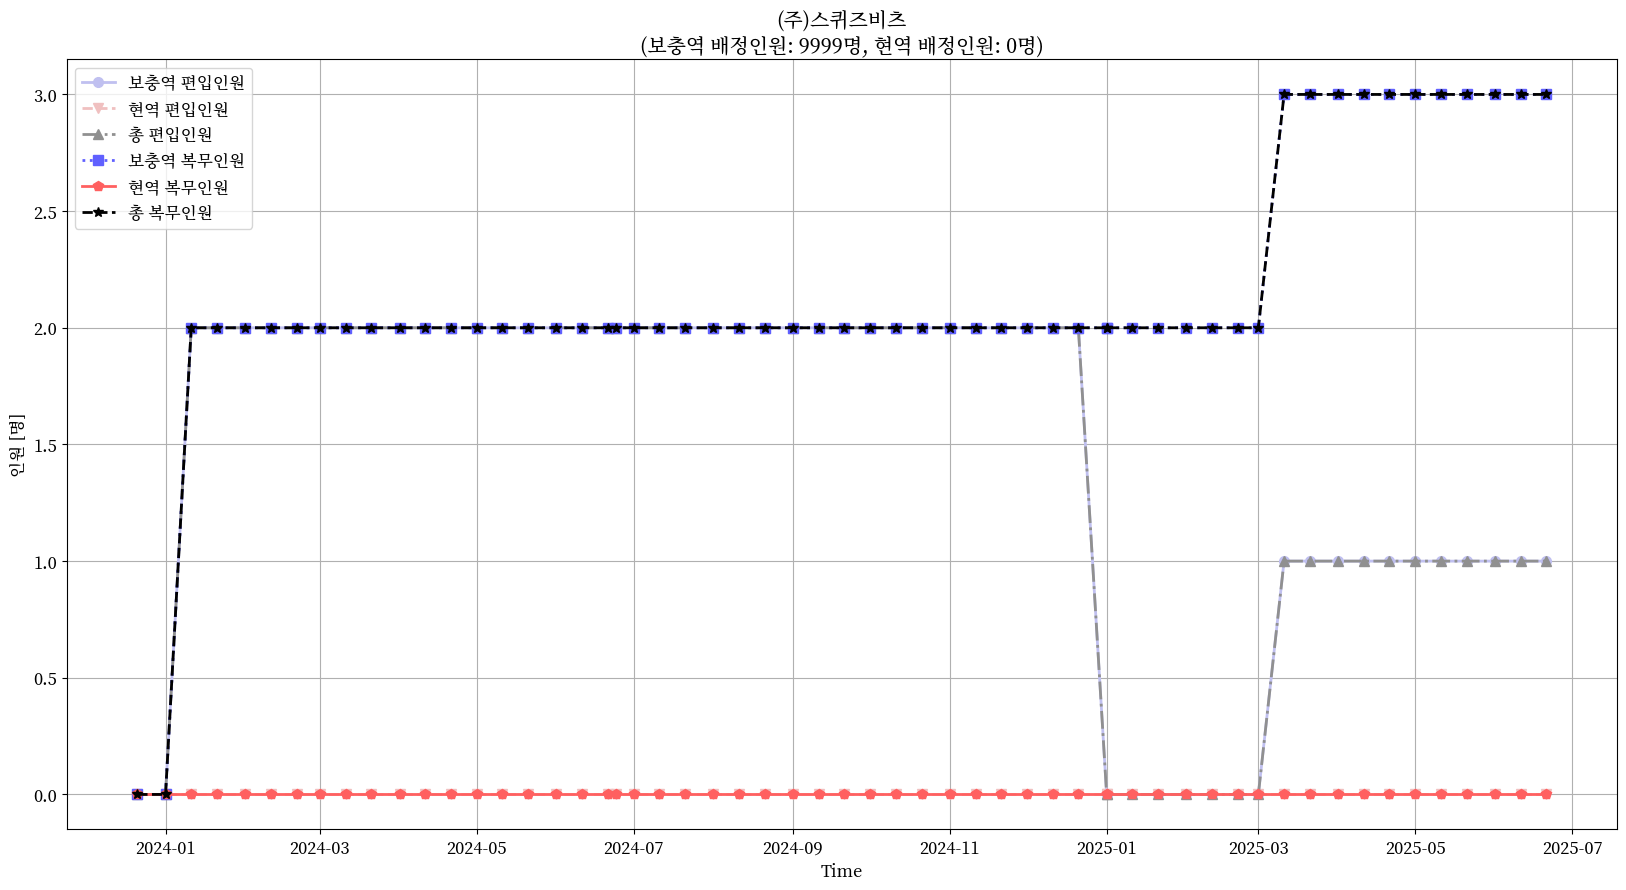 (주)스퀴즈비츠
(보충역 배정인원: 9999명, 현역 배정인원: 0명)
보충역 편입인원
현역 편입인원
총 편입인원
보충역 복무인원
현역 복무인원
총 복무인원
인원 [명]
3.0
2.5
2.0
1.5
1.0
0.5
0.0
2024-01 2024-03 2024-05 2024-07 2024-09 2024-11 2025-01 2025-03 2025-05 2025-07
Time